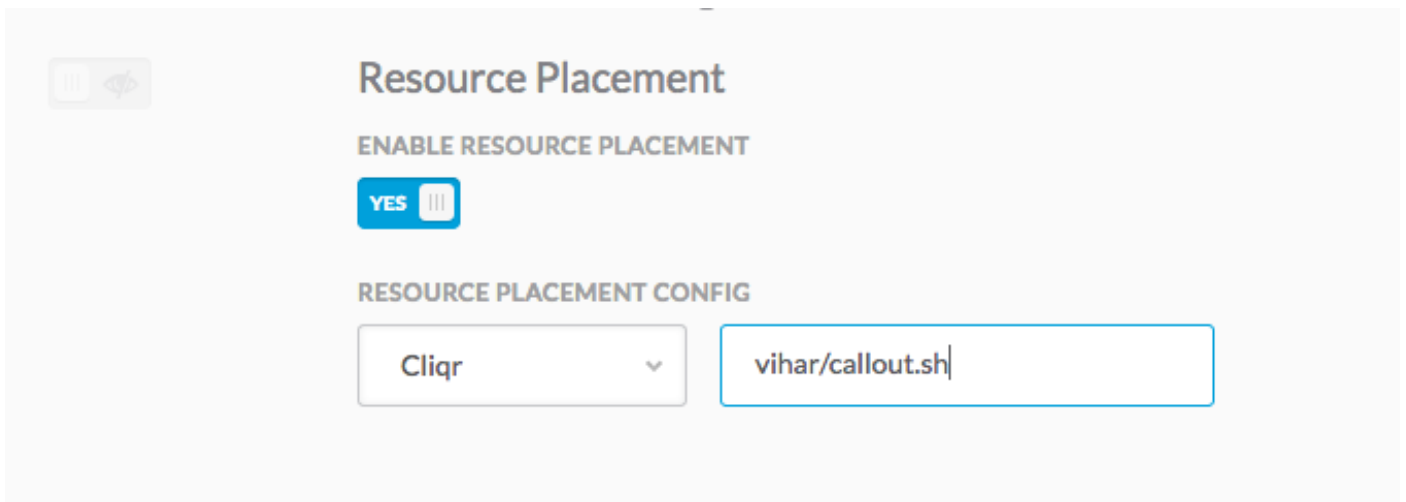 Resource Placement
ENABLE RESOURCE PLACEMENT
YES
RESOURCE PLACEMENT CONFIG
Cliqr
vihar/callout.sh